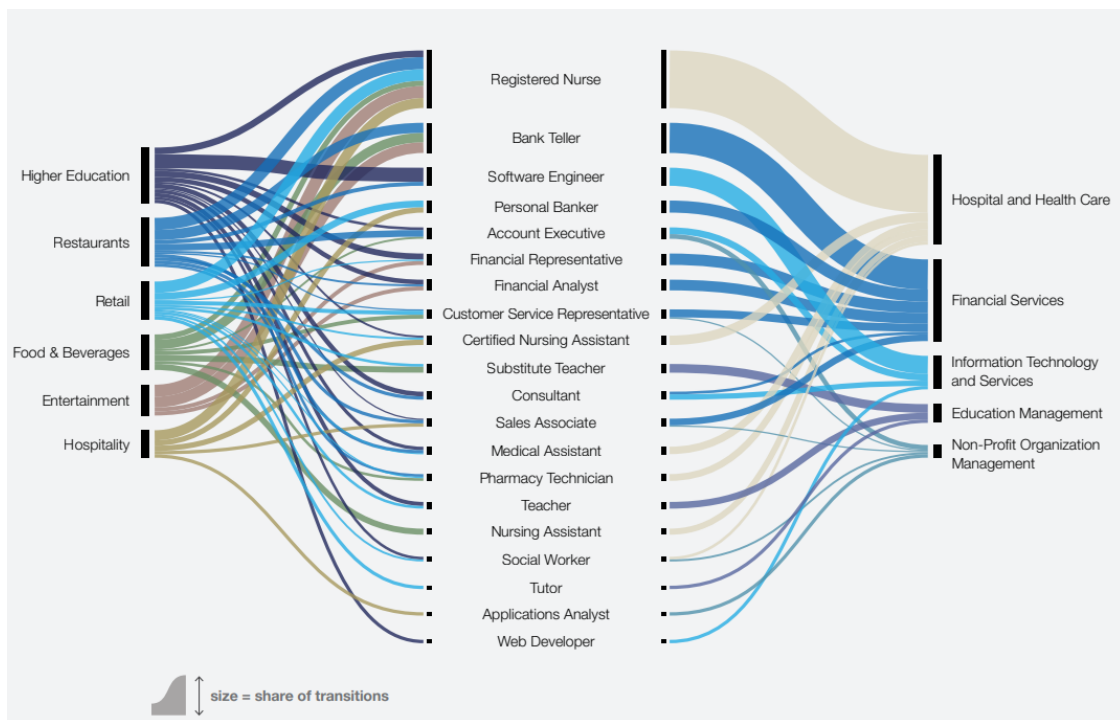 Higher Education
Restaurants
Retail
Food & Beverages
Entertainment
Hospitality
Registered Nurse
Bank Teller
Software Engineer
Personal Banker
Account Executive
Financial Representative
Financial Analyst
Customer Service Representative
Certified Nursing Assistant
Substitute Teacher
Consultant
Sales Associate
Medical Assistant
Pharmacy Technician
Teacher
Nursing Assistant
Social Worker
Tutor
Applications Analyst
Web Developer
Hospital and Health Care
Financial Services
Information Technology
and Services
Education Management
Non-Profit Organization
Management
size = share of transitions